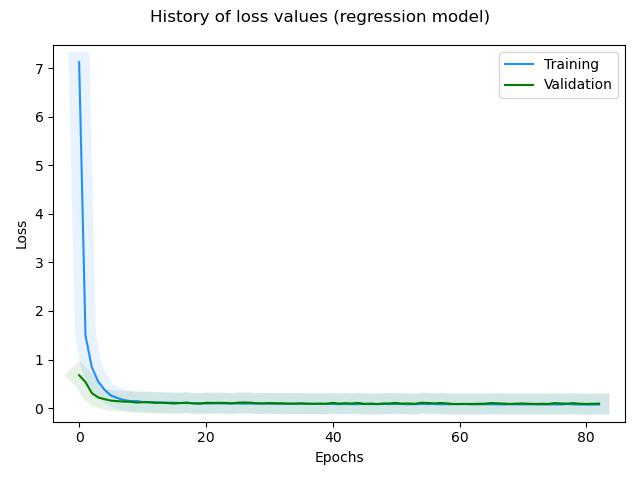 History of loss values (regression model)
Training
Validation
7
6
5
4
3
2
1
0
Loss
0 20 40 60 80
Epochs